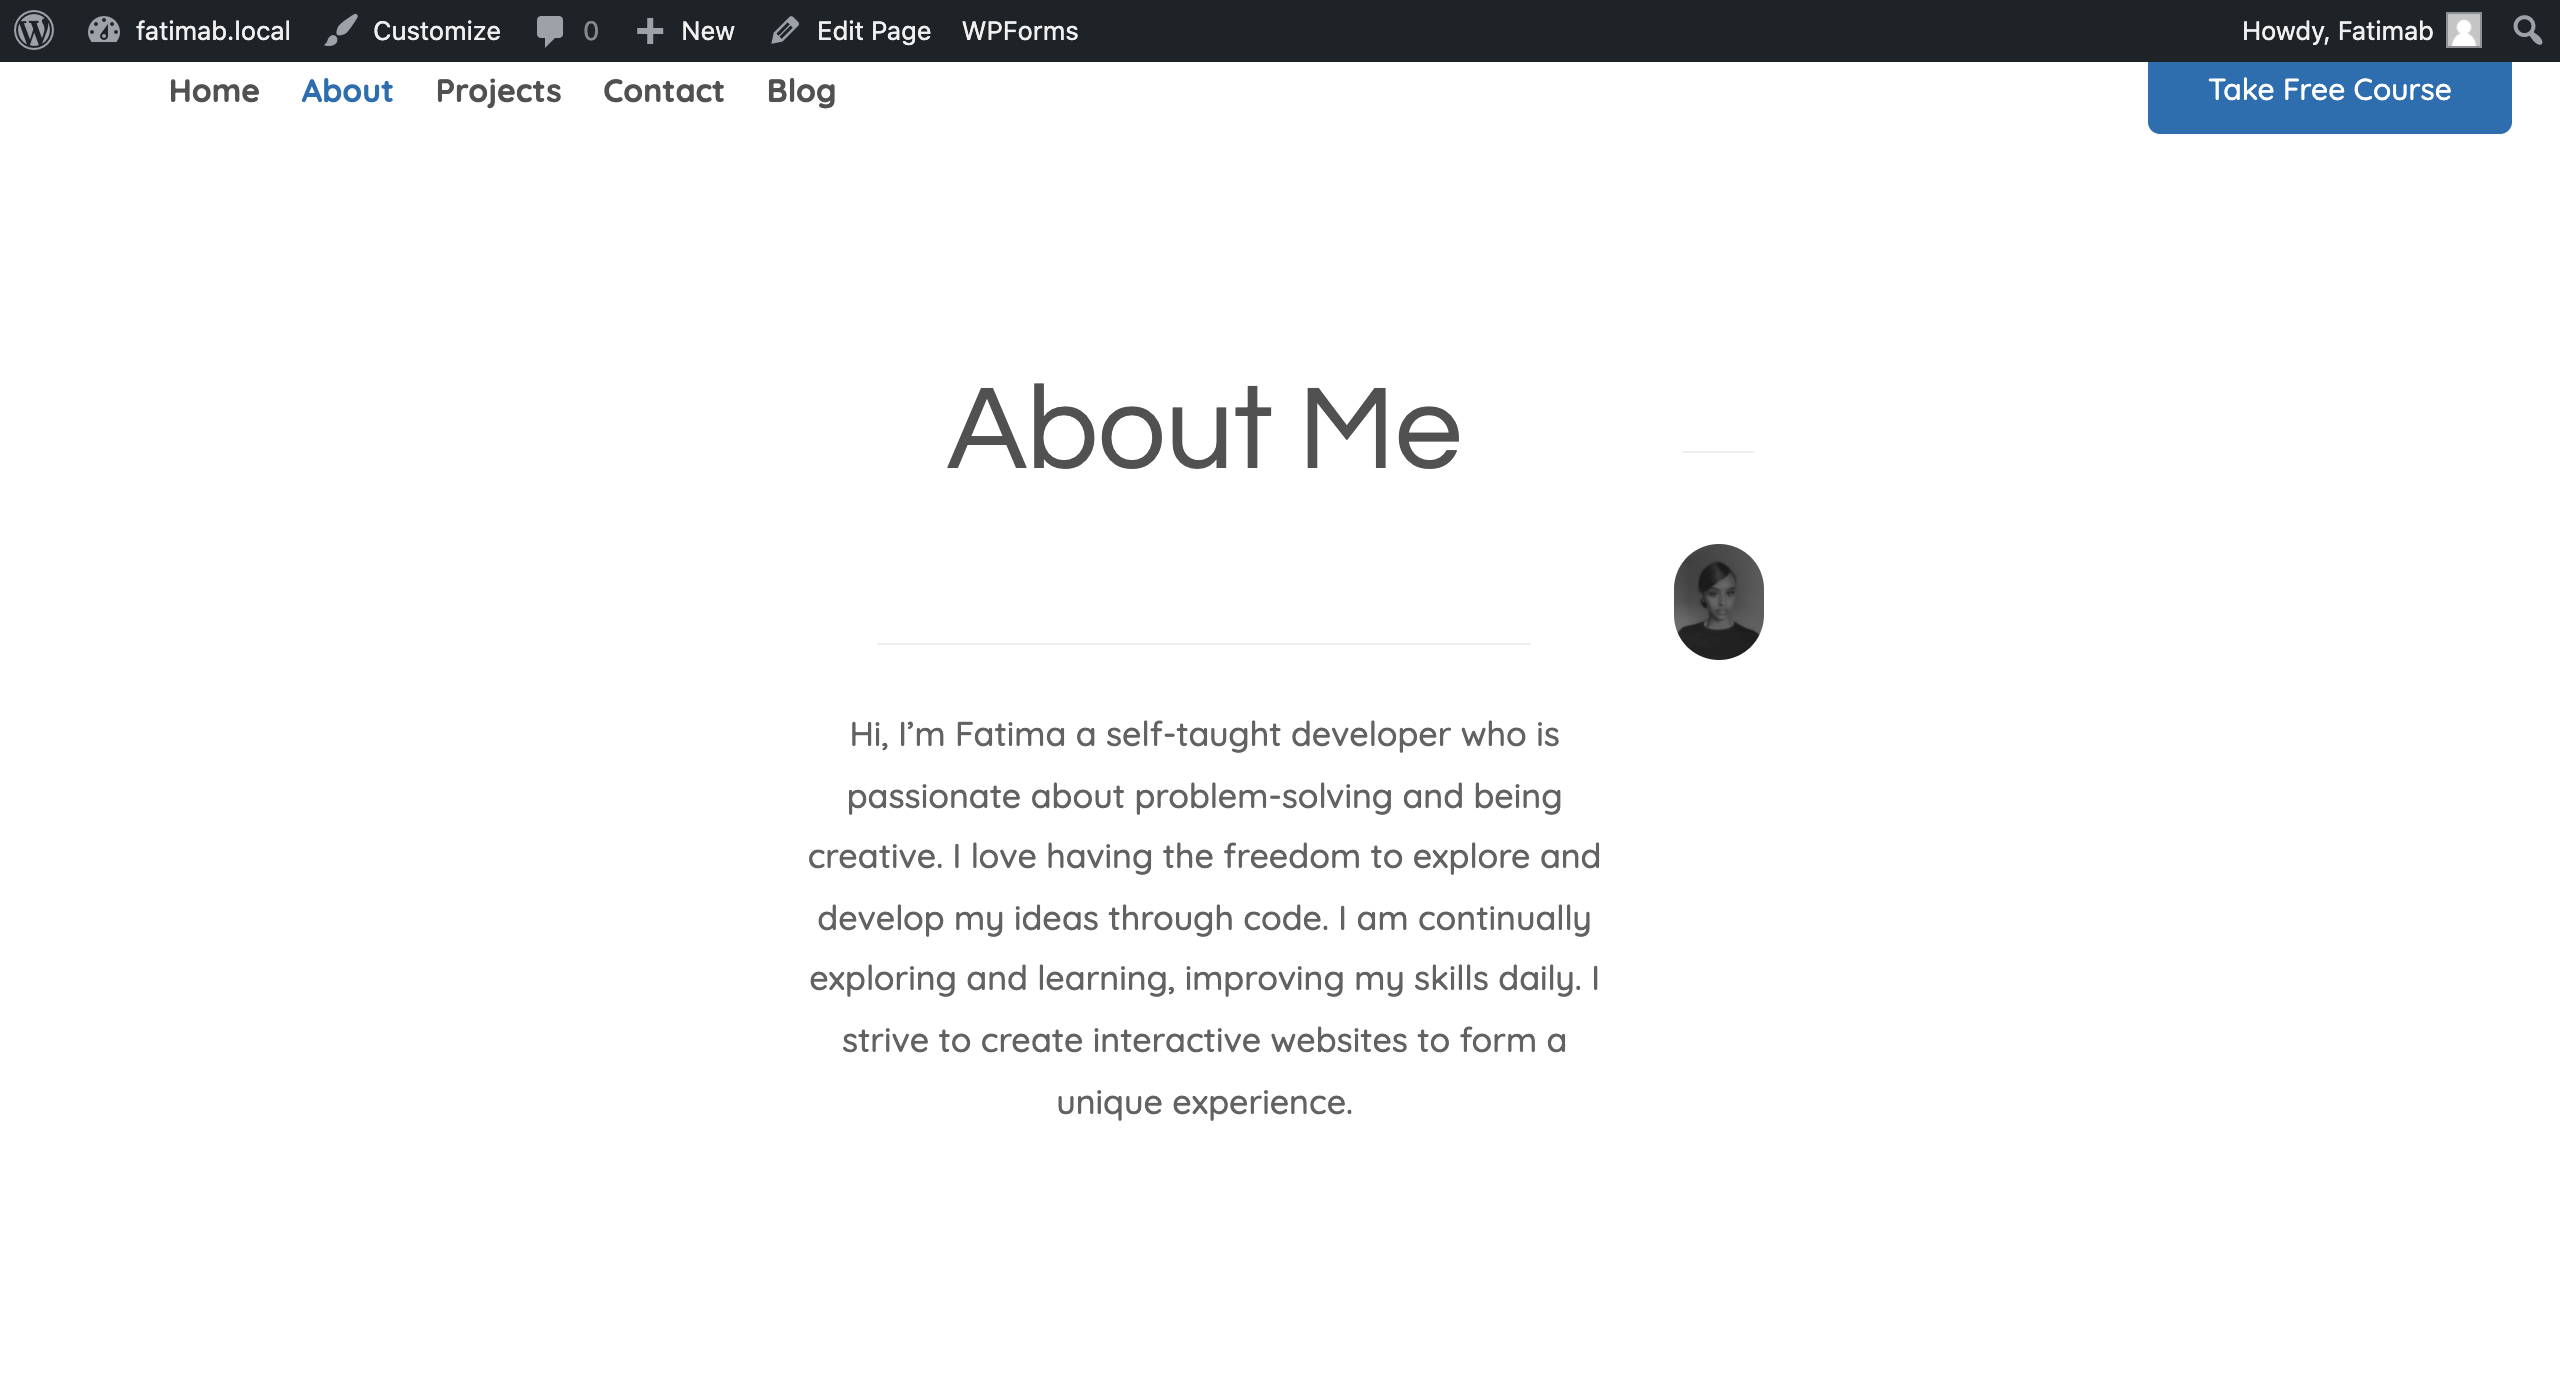 fatimab.local Customize 0 New Edit Page WPForms Howdy, Fatimab
Home About Projects Contact Blog Take Free Course
About Me
Hi, I’m Fatima a self-taught developer who is
passionate about problem-solving and being
creative. I love having the freedom to explore and
develop my ideas through code. I am continually
exploring and learning, improving my skills daily. I
strive to create interactive websites to form a
unique experience.